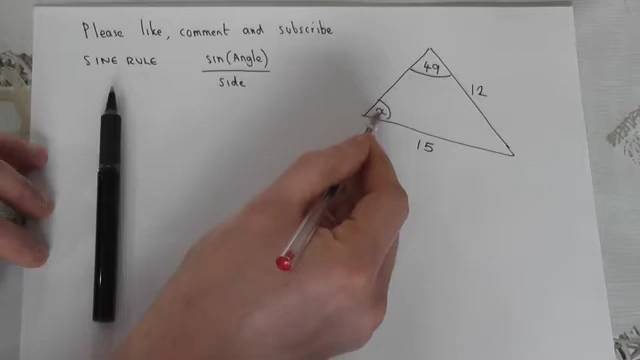 Please like, comment and subscribe
SINE RULE
sin(Angle)
side
49
12
x
15